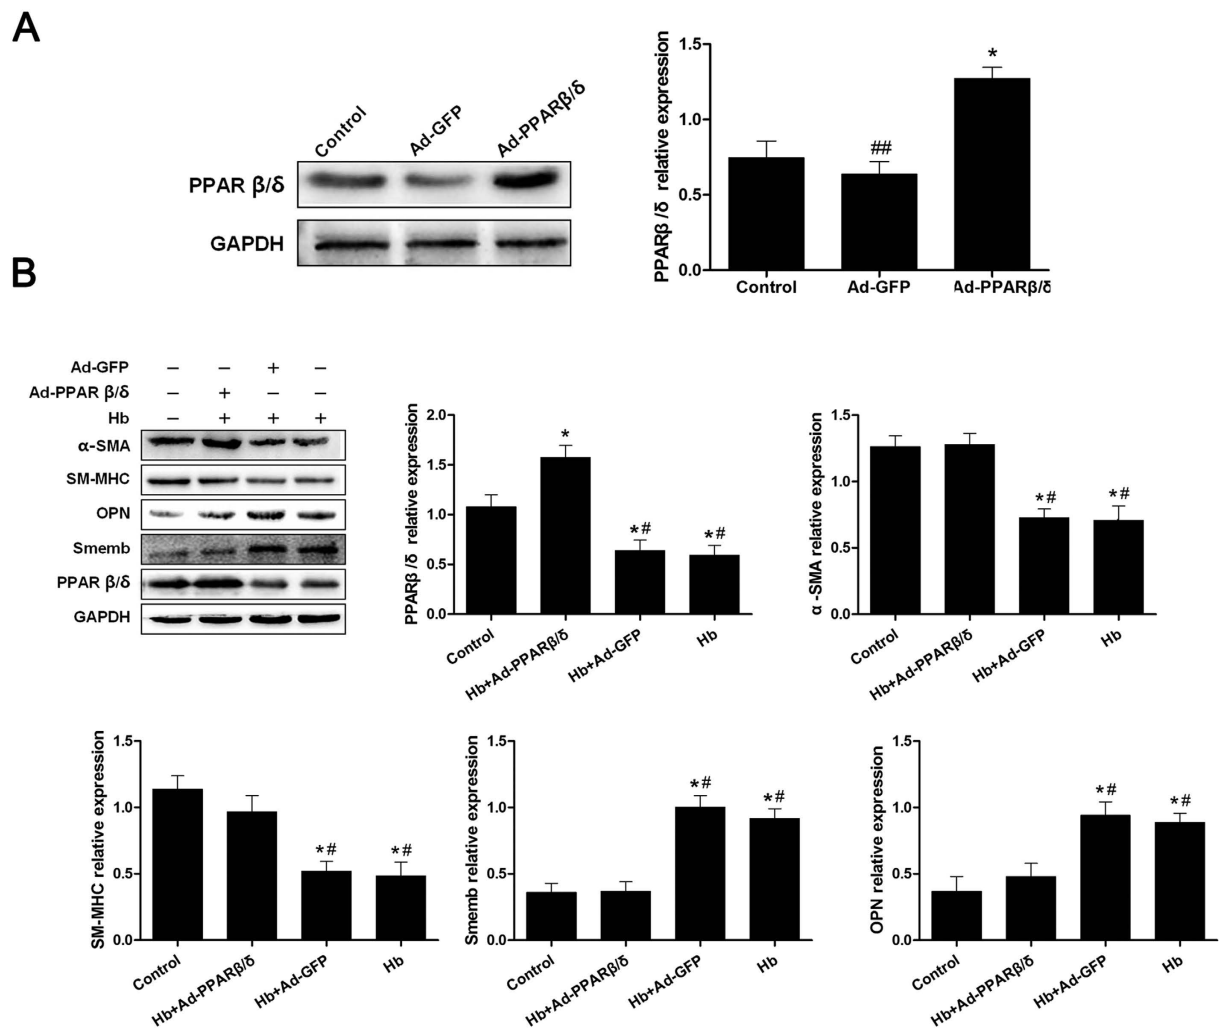 A
Control
Ad-GFP
Ad-PPARβ/δ
PPAR β/δ
GAPDH
PPARβ /δ relative expression
1.5
1.0
0.5
0.0
*
##
Control
Ad-GFP
Ad-PPARβ/δ
B
Ad-GFP – – + –
Ad-PPAR β/δ – + – –
Hb – + + +
α-SMA
SM-MHC
OPN
Smemb
PPAR β/δ
GAPDH
PPARβ /δ relative expression
2.0
1.5
1.0
0.5
0.0
*
*#
*#
Control
Hb+Ad-PPARβ/δ
Hb+Ad-GFP
Hb
α -SMA relative expression
1.5
1.0
0.5
0.0
*#
*#
Control
Hb+Ad-PPARβ/δ
Hb+Ad-GFP
Hb
SM-MHC relative expression
1.5
1.0
0.5
0.0
*#
*#
Control
Hb+Ad-PPARβ/δ
Hb+Ad-GFP
Hb
Smemb relative expression
1.5
1.0
0.5
0.0
*#
*#
Control
Hb+Ad-PPARβ/δ
Hb+Ad-GFP
Hb
OPN relative expression
1.5
1.0
0.5
0.0
*#
*#
Control
Hb+Ad-PPARβ/δ
Hb+Ad-GFP
Hb